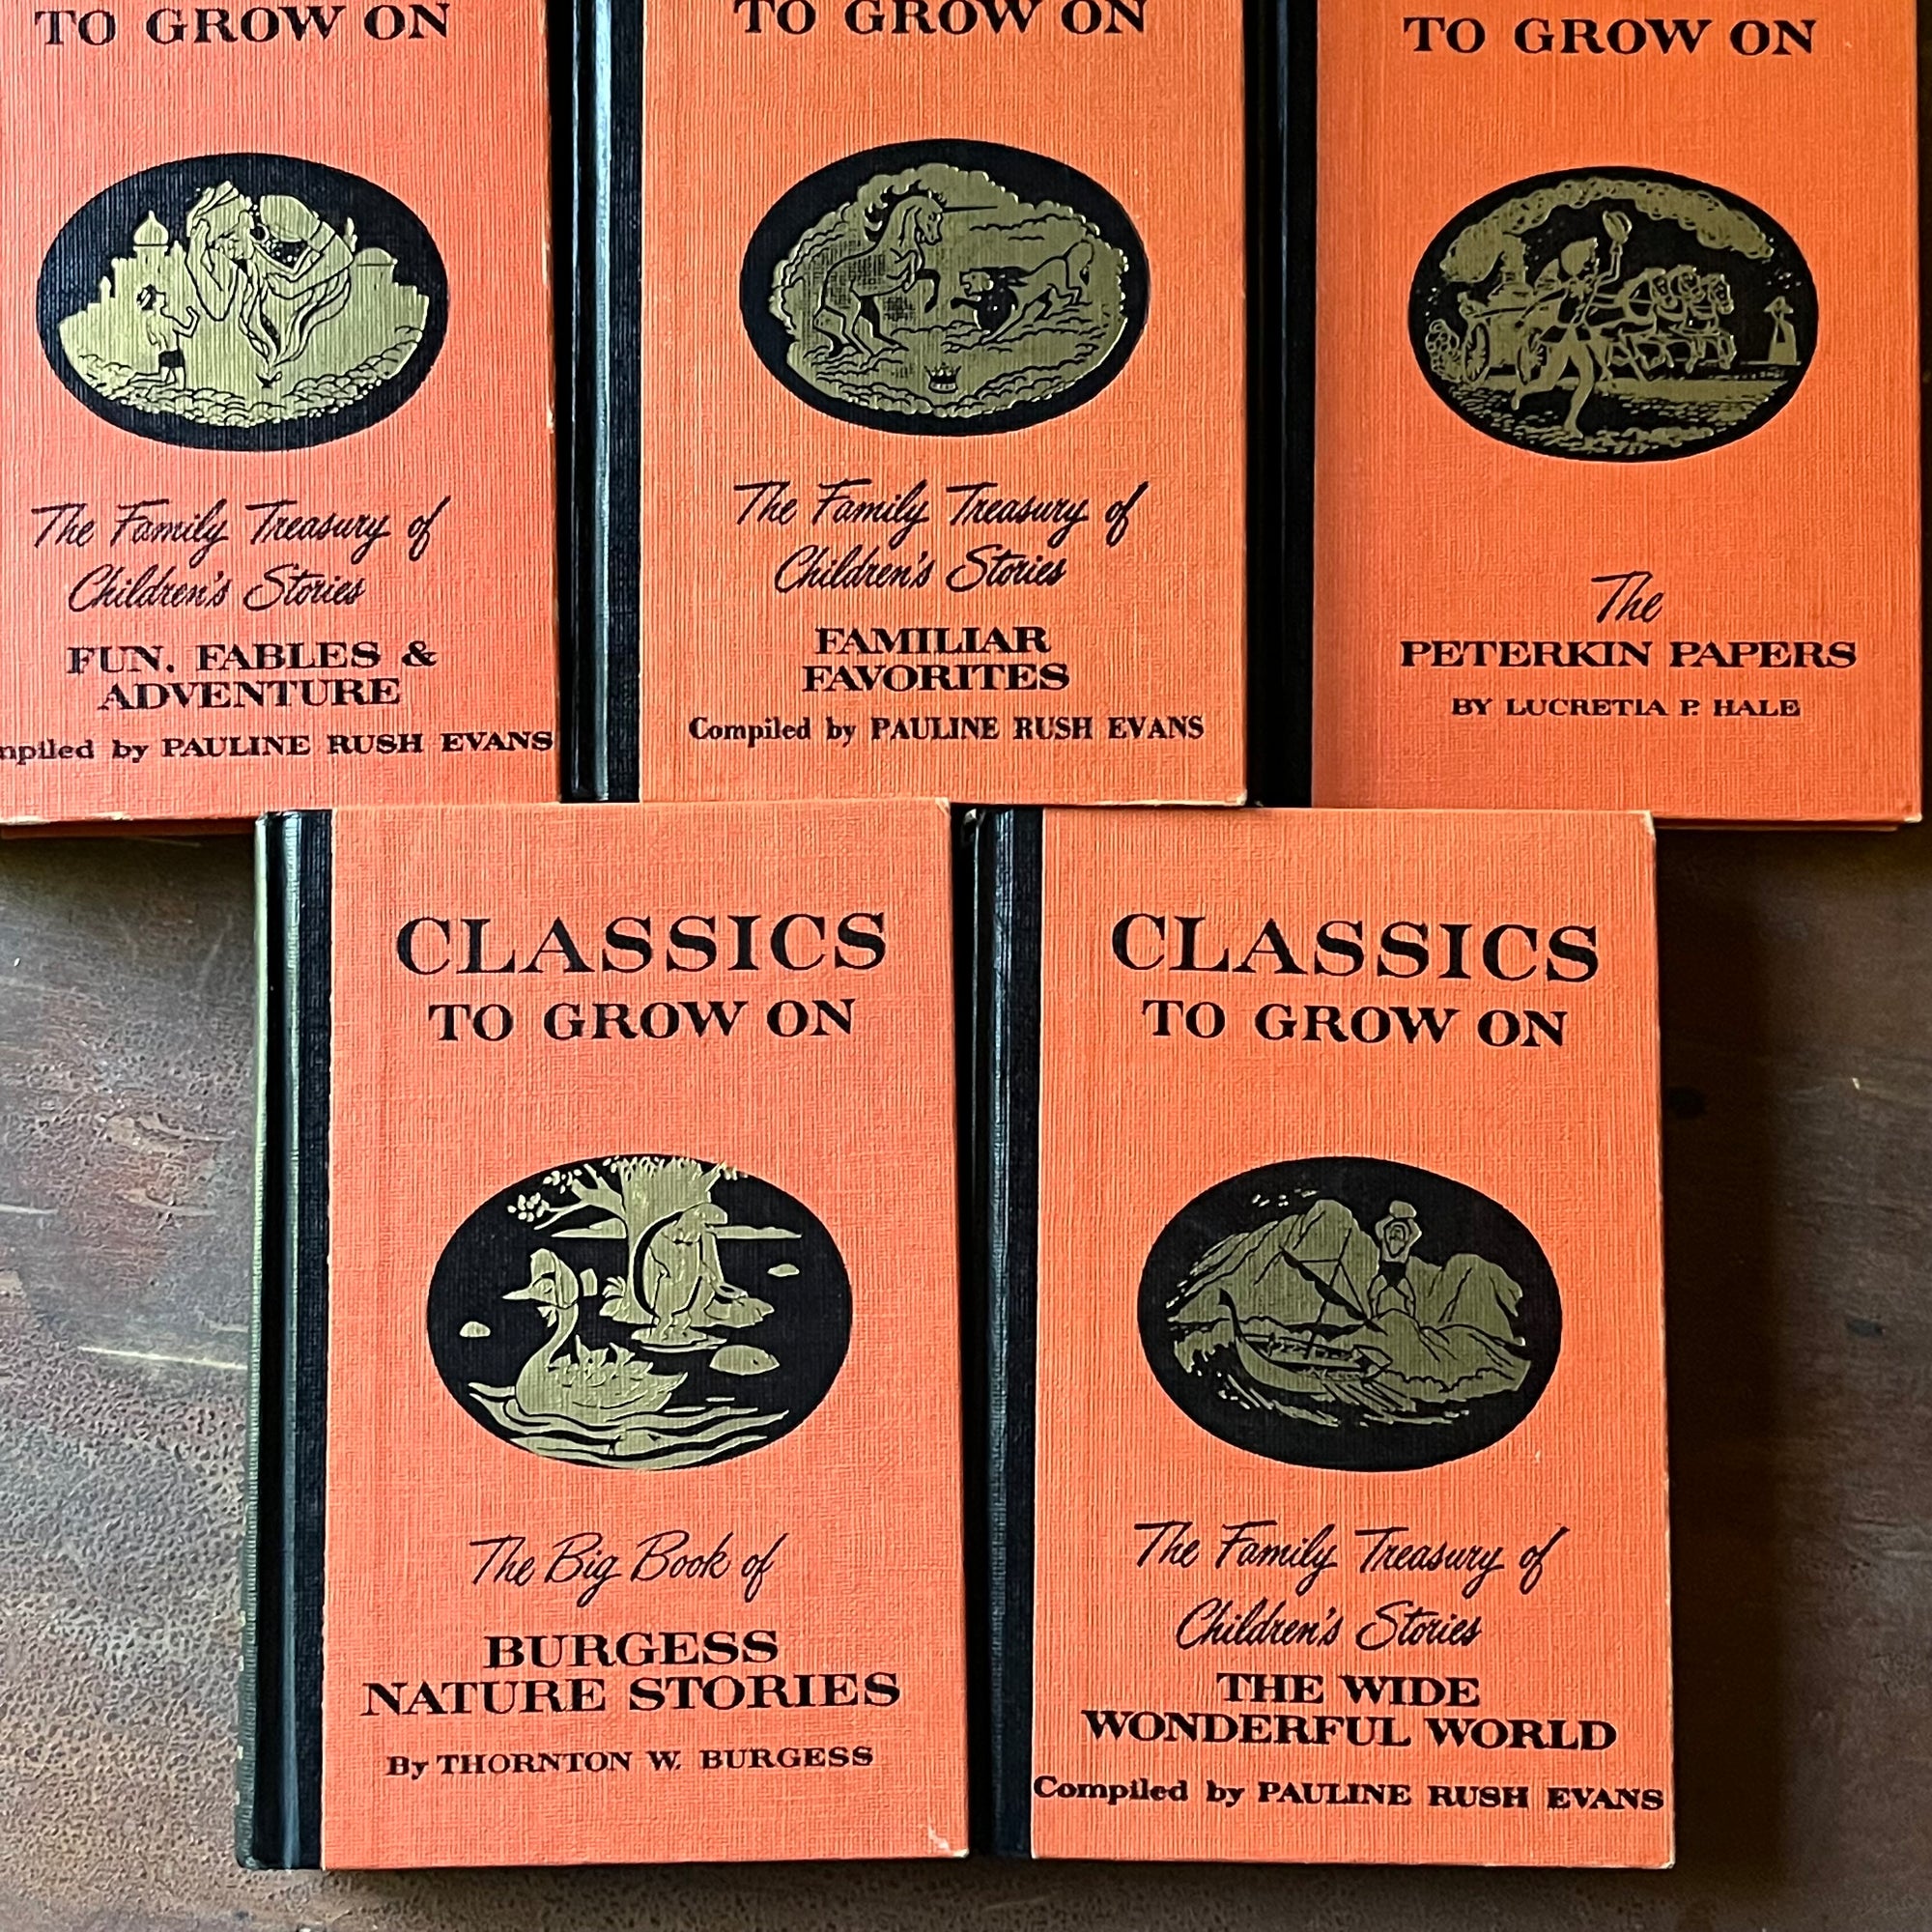 TO GROW ON
The Family Treasury of
Children's Stories
FUN, FABLES &
ADVENTURE
by PAULINE RUSH EVANS
TO GROW ON
The Family Treasury of
Children's Stories
FAMILIAR
FAVORITES
Compiled by PAULINE RUSH EVANS
TO GROW ON
The
PETERKIN PAPERS
BY LUCRETIA P. HALE
CLASSICS
TO GROW ON
The Big Book of
BURGESS
NATURE STORIES
By THORNTON W. BURGESS
CLASSICS
TO GROW ON
The Family Treasury of
Children's Stories
THE WIDE
WONDERFUL WORLD
Compiled by PAULINE RUSH EVANS